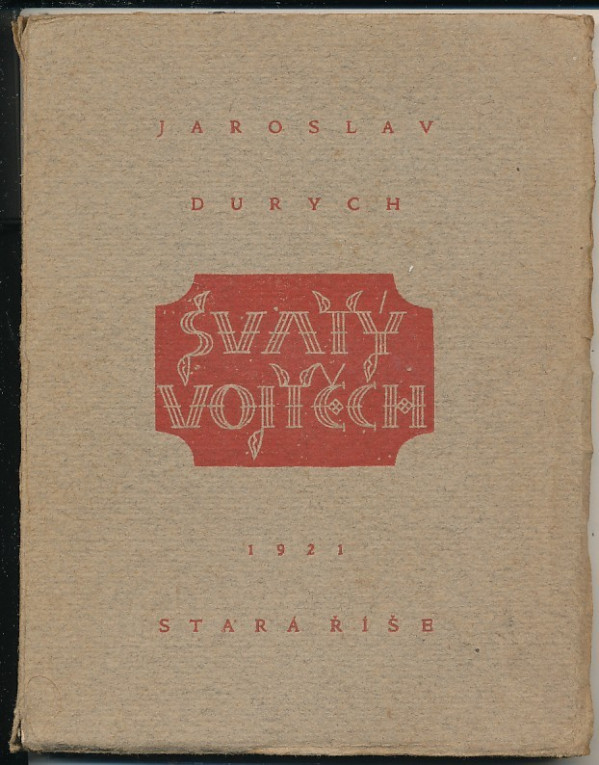 JAROSLAV
DURYCH
SVATÝ
VOJTĚCH
1921
STARÁ ŘÍŠE